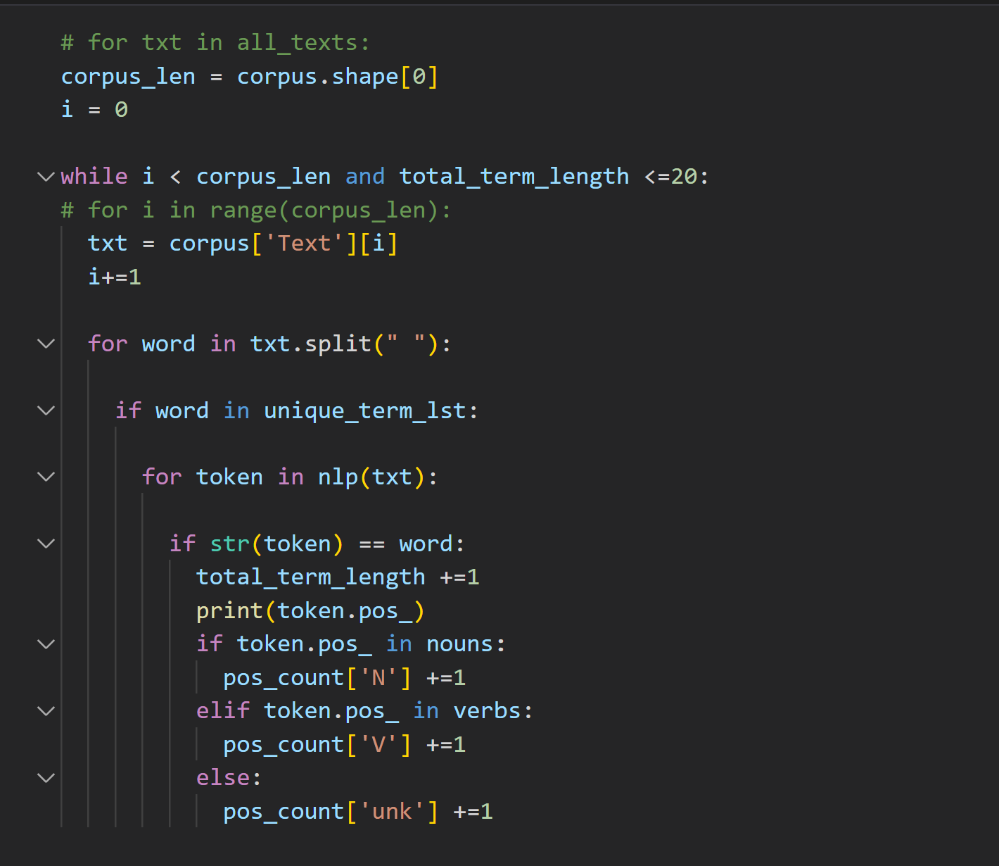 # for txt in all_texts:
corpus_len = corpus.shape[0]
i = 0
while i < corpus_len and total_term_length <=20:
# for i in range(corpus_len):
txt = corpus['Text'][i]
i+=1
for word in txt.split(" "):
if word in unique_term_lst:
for token in nlp(txt):
if str(token) == word:
total_term_length +=1
print(token.pos_)
if token.pos_ in nouns:
pos_count['N'] +=1
elif token.pos_ in verbs:
pos_count['V'] +=1
else:
pos_count['unk'] +=1